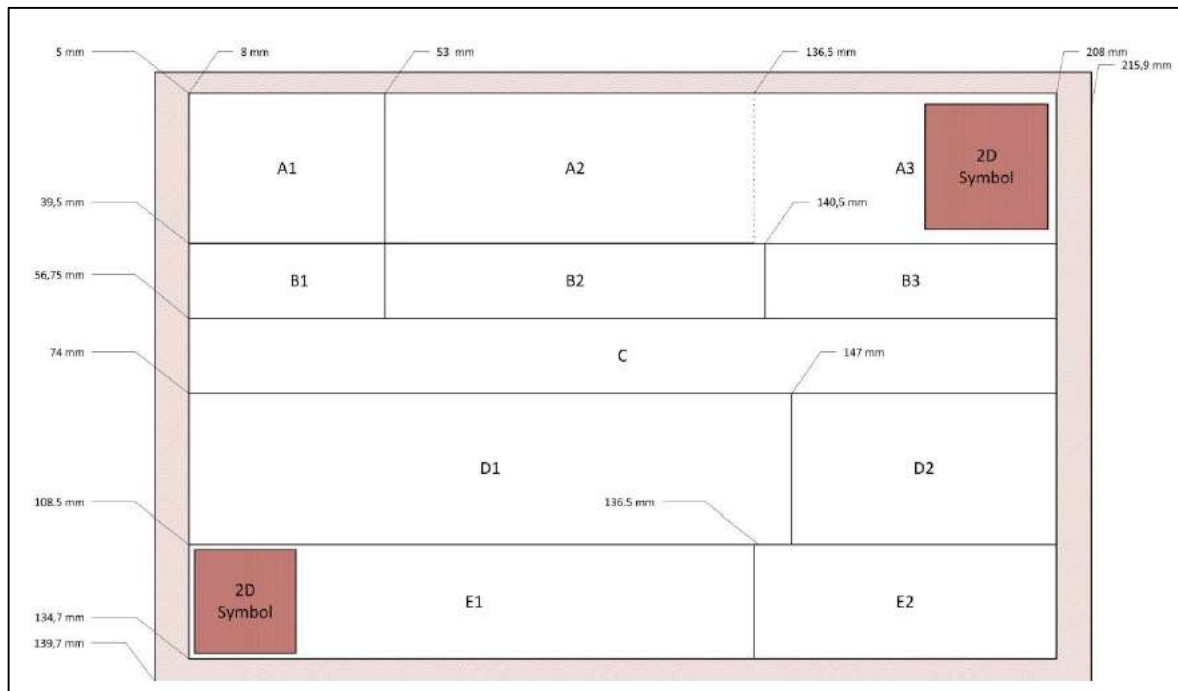 5 mm 8 mm 53 mm 136,5 mm 208 mm
215,9 mm
A1 A2 A3 2D
Symbol
39,5 mm 140,5 mm
56,75 mm B1 B2 B3
74 mm C 147 mm
D1 D2
108.5 mm 136.5 mm
2D
Symbol E1 E2
134,7 mm
139,7 mm